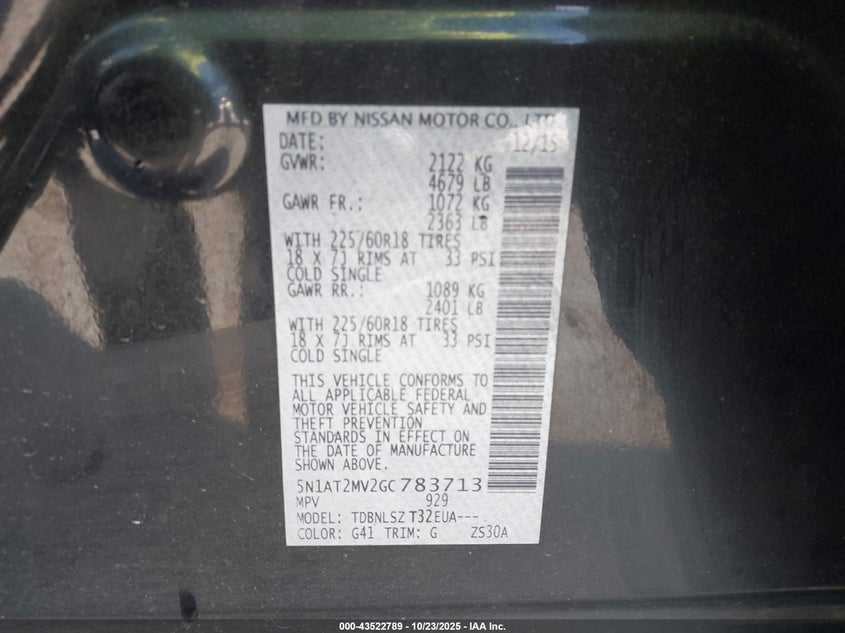 MFD BY NISSAN MOTOR CO., LTD
DATE: 12/15
GVWR: 2122 KG
4679 LB
GAWR FR.: 1072 KG
2363 LB
WITH 225/60R18 TIRES
18 X 7J RIMS AT 33 PSI
COLD SINGLE
GAWR RR.: 1089 KG
2401 LB
WITH 225/60R18 TIRES
18 X 7J RIMS AT 33 PSI
COLD SINGLE
THIS VEHICLE CONFORMS TO
ALL APPLICABLE FEDERAL
MOTOR VEHICLE SAFETY AND
THEFT PREVENTION
STANDARDS IN EFFECT ON
THE DATE OF MANUFACTURE
SHOWN ABOVE.
5N1AT2MV2GC783713
MPV 929
MODEL: TDBNLSZ T32EUA---
COLOR: G41 TRIM: G ZS30A
000-43522789 - 10/23/2025 - IAA Inc.